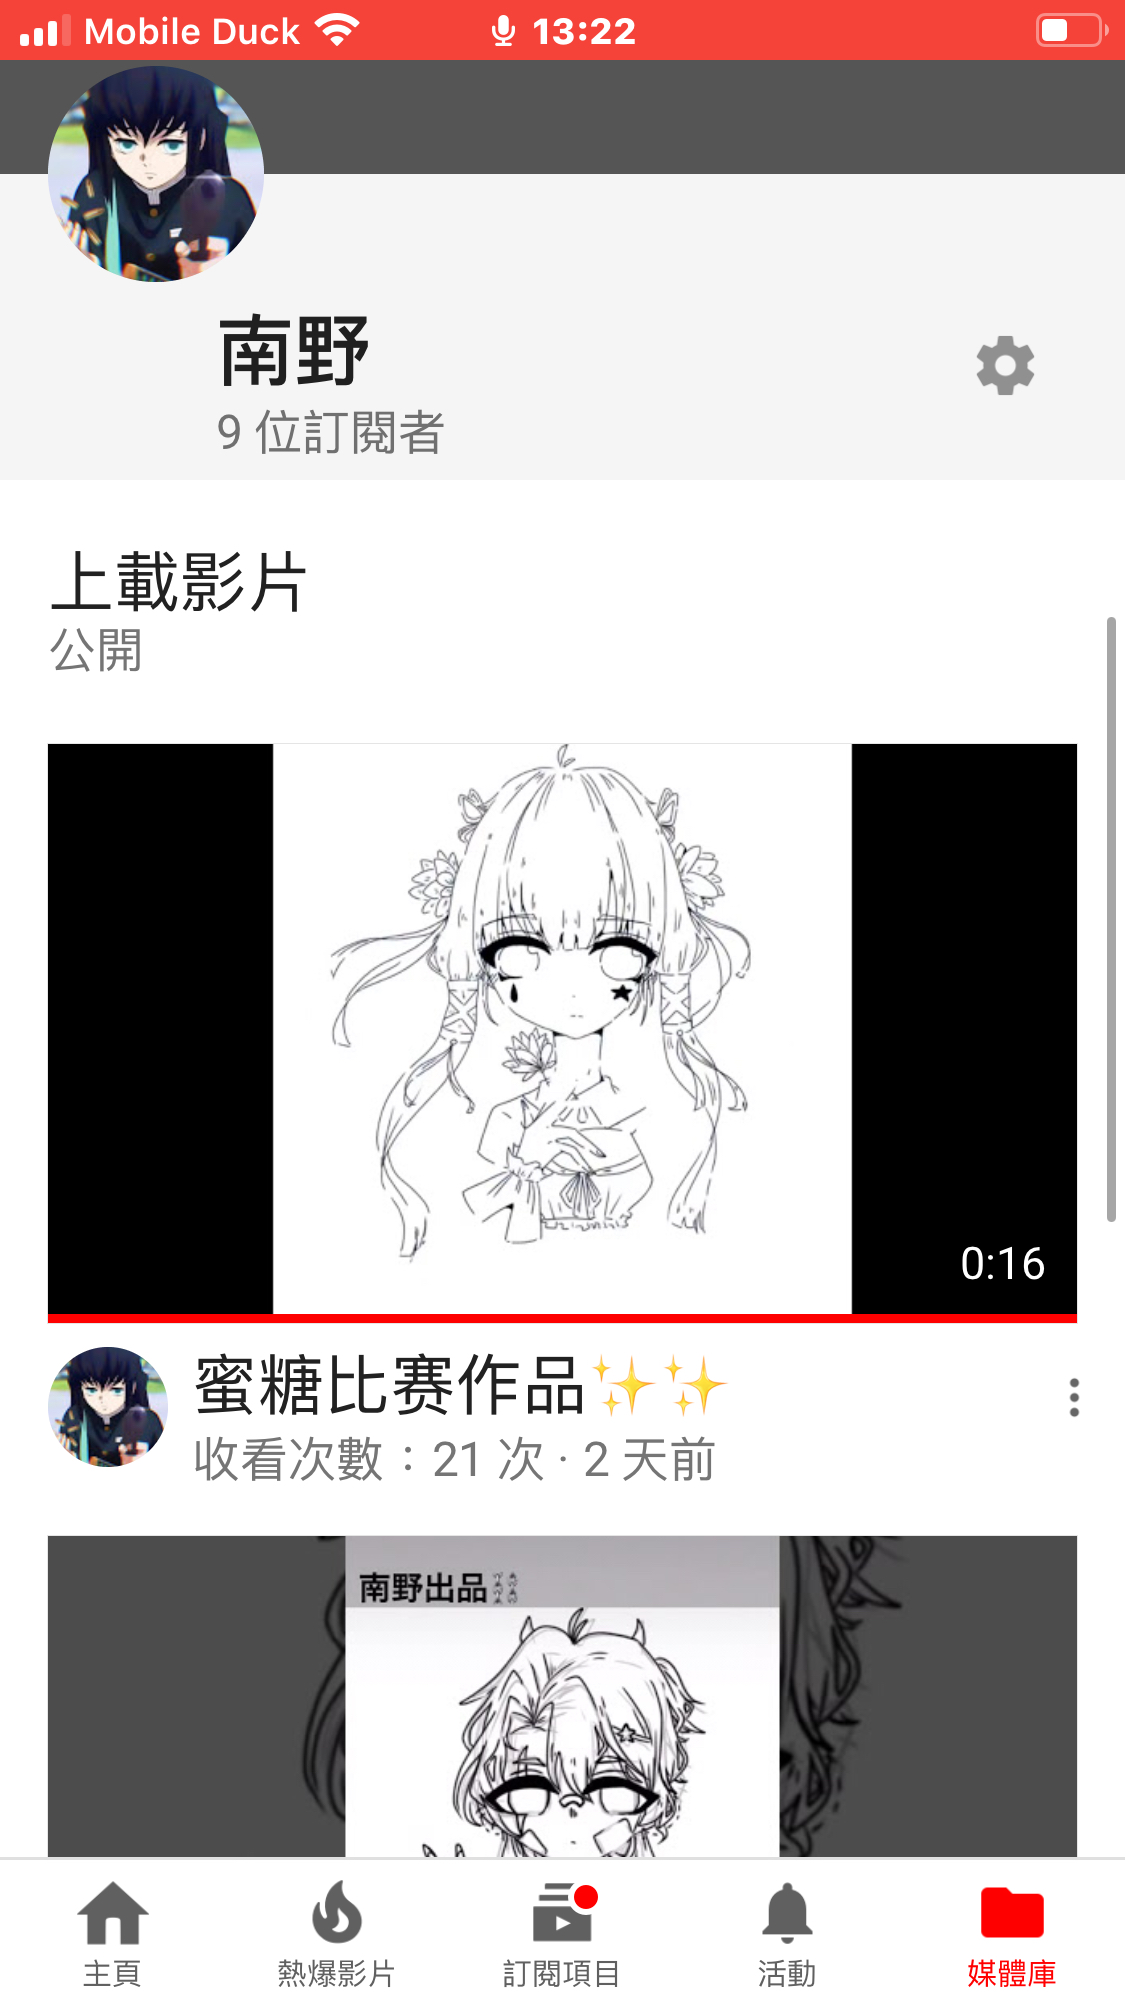 Mobile Duck 13:22
南野
9 位訂閱者
上載影片
公開
0:16
蜜糖比赛作品✨✨
收看次數：21 次 · 2 天前
南野出品
主頁 熱爆影片 訂閱項目 活動 媒體庫